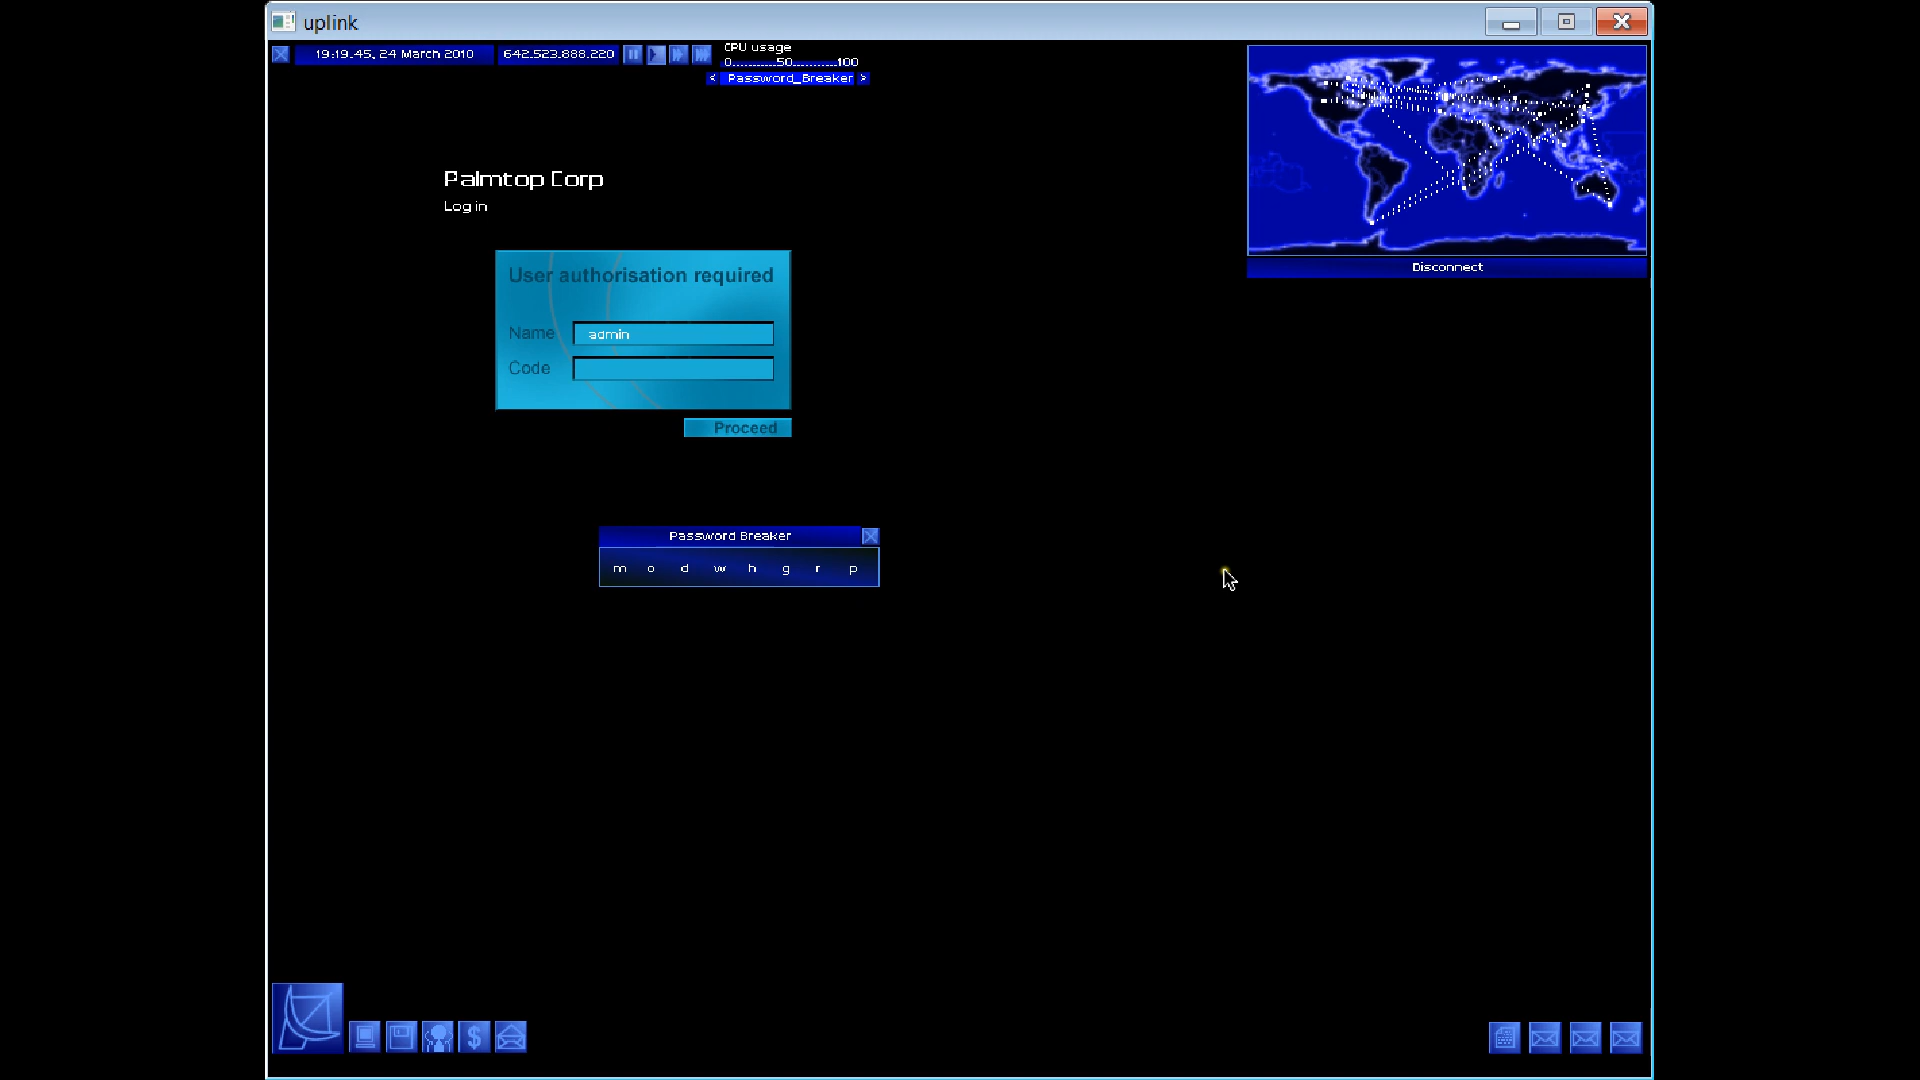 uplink
19:19.45, 24 March 2010
642.523.888.220
CPU usage
0..........50..........100
< Password_Breaker >
Palmtop Corp
Log in
User authorisation required
Name admin
Code
Proceed
Password Breaker
m o d w h g r p
Disconnect